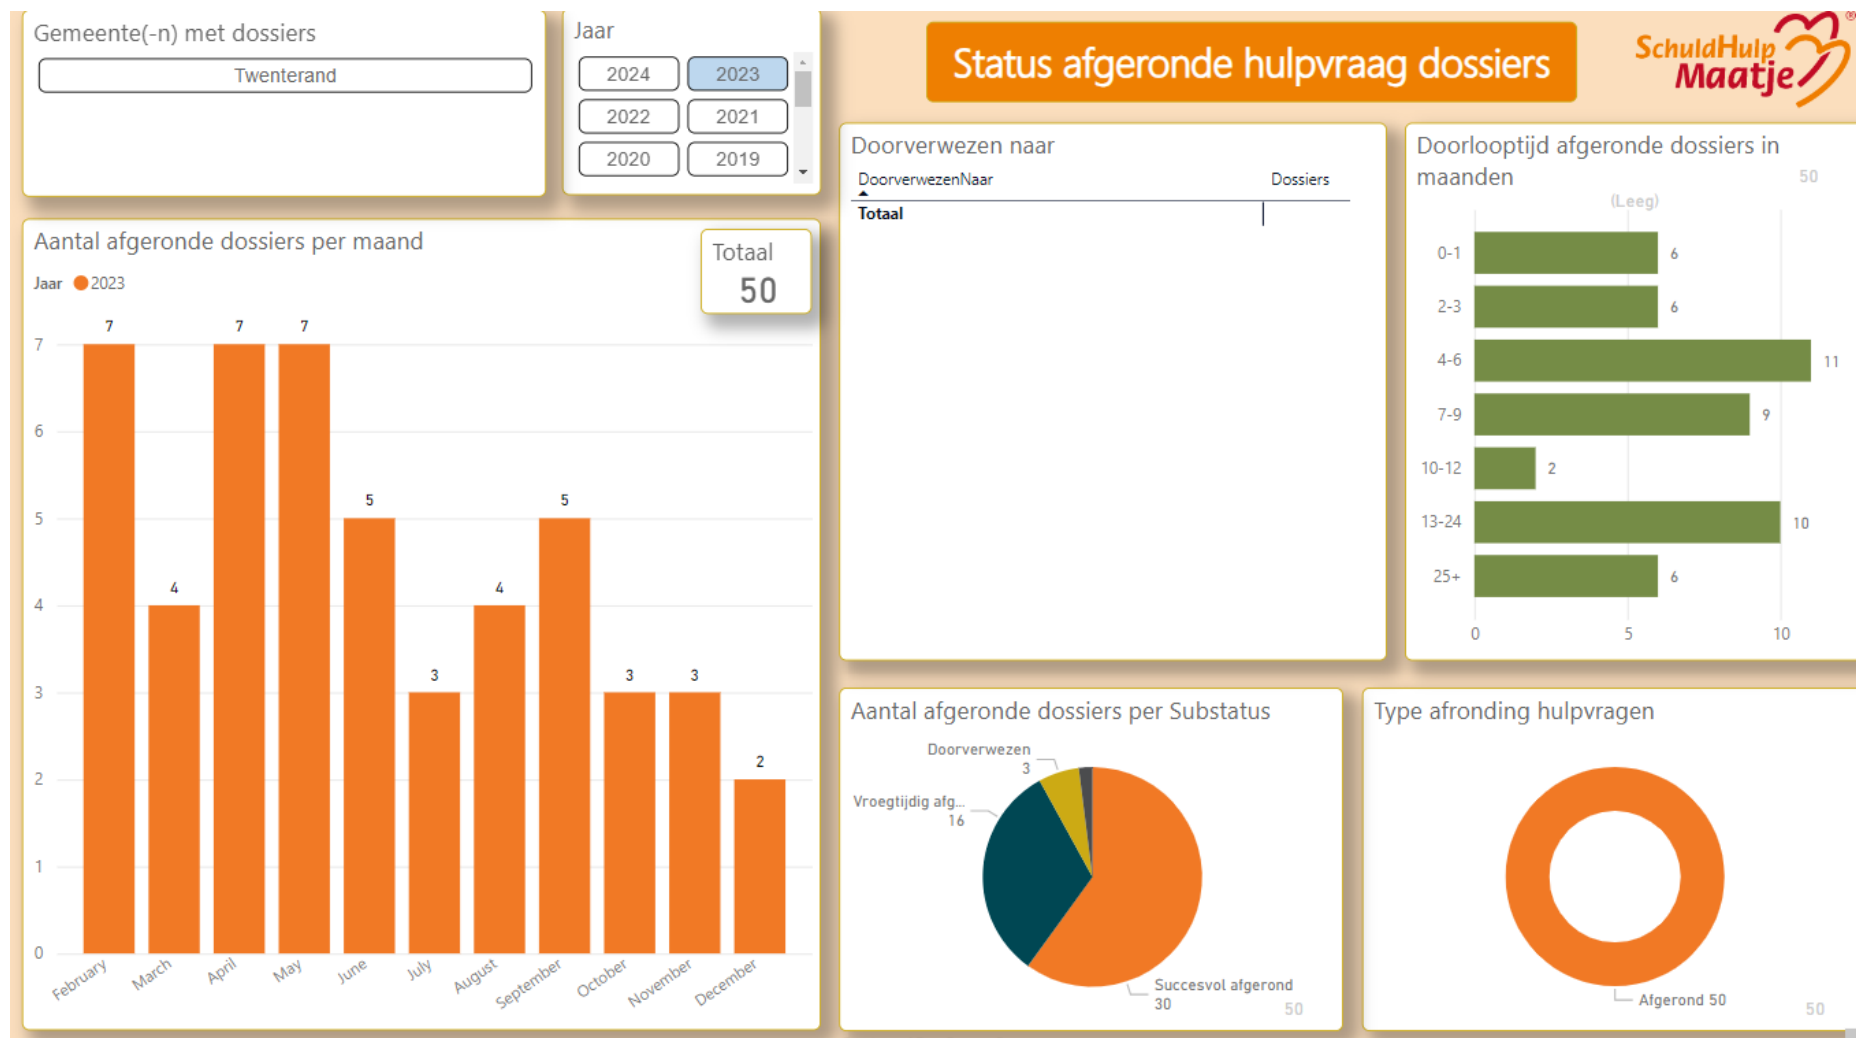 Gemeente(-n) met dossiers
Twenterand
Jaar
2024
2023
2022
2021
2020
2019
Status afgeronde hulpvraag dossiers
SchuldHulp
Maatje®
Aantal afgeronde dossiers per maand
Jaar 2023
Totaal
50
7
6
5
4
3
2
1
0
7
4
7
7
5
3
4
5
3
3
2
February
March
April
May
June
July
August
September
October
November
December
Doorverwezen naar
DoorverwezenNaar Dossiers
Totaal
Doorlooptijd afgeronde dossiers in
maanden
50
(Leeg)
0-1 6
2-3 6
4-6 11
7-9 9
10-12 2
13-24 10
25+ 6
0 5 10
Aantal afgeronde dossiers per Substatus
Doorverwezen
3
Vroegtijdig afg...
16
Succesvol afgerond
30
50
Type afronding hulpvragen
Afgerond 50
50